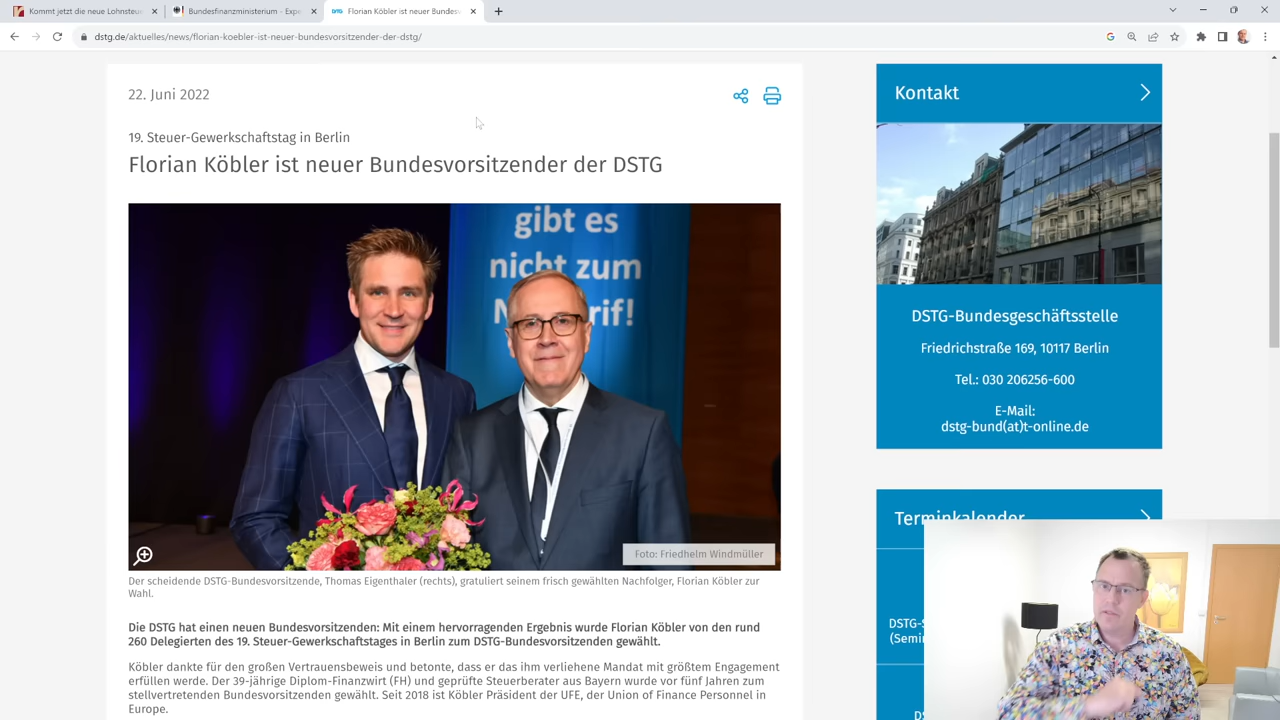 Kommt jetzt die neue Lohnsteue
Bundesfinanzministerium - Expe
DSTG
Florian Köbler ist neuer Bundesv
dstg.de/aktuelles/news/florian-koebler-ist-neuer-bundesvorsitzender-der-dstg/
22. Juni 2022
19. Steuer-Gewerkschaftstag in Berlin
Florian Köbler ist neuer Bundesvorsitzender der DSTG
gibt es
nicht zum
rif!
Foto: Friedhelm Windmüller
Der scheidende DSTG-Bundesvorsitzende, Thomas Eigenthaler (rechts), gratuliert seinem frisch gewählten Nachfolger, Florian Köbler zur
Wahl.
Die DSTG hat einen neuen Bundesvorsitzenden: Mit einem hervorragenden Ergebnis wurde Florian Köbler von den rund
260 Delegierten des 19. Steuer-Gewerkschaftstages in Berlin zum DSTG-Bundesvorsitzenden gewählt.
Köbler dankte für den großen Vertrauensbeweis und betonte, dass er das ihm verliehene Mandat mit größtem Engagement
erfüllen werde. Der 39-jährige Diplom-Finanzwirt (FH) und geprüfte Steuerberater aus Bayern wurde vor fünf Jahren zum
stellvertretenden Bundesvorsitzenden gewählt. Seit 2018 ist Köbler Präsident der UFE, der Union of Finance Personnel in
Europe.
Kontakt
DSTG-Bundesgeschäftsstelle
Friedrichstraße 169, 10117 Berlin
Tel.: 030 206256-600
E-Mail:
dstg-bund(at)t-online.de
Terminkalender
DSTG-S
(Semin
DS